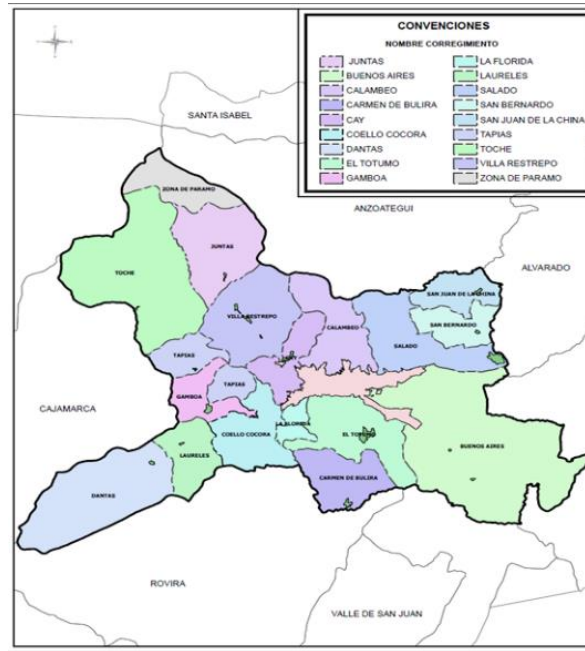 CONVENCIONES
NOMBRE CORREGIMIENTO
JUNTAS
BUENOS AIRES
CALAMBEO
CARMEN DE BULIRA
CAY
COELLO COCORA
DANTAS
EL TOTUMO
GAMBOA
LA FLORIDA
LAURELES
SALADO
SAN BERNARDO
SAN JUAN DE LA CHINA
TAPIAS
TOCHE
VILLA RESTREPO
ZONA DE PARAMO
SANTA ISABEL
ZONA DE PARAMO
ANZOATEGUI
JUNTAS
ALVARADO
TOCHE
SAN JUAN DE LA CHINA
VILLA RESTREPO
CALAMBEO
SAN BERNARDO
SALADO
TAPIAS
TAPIAS
GAMBOA
CAJAMARCA
LA FLORIDA
COELLO COCORA
EL TOTUMO
BUENOS AIRES
LAURELES
CARMEN DE BULIRA
DANTAS
ROVIRA
VALLE DE SAN JUAN